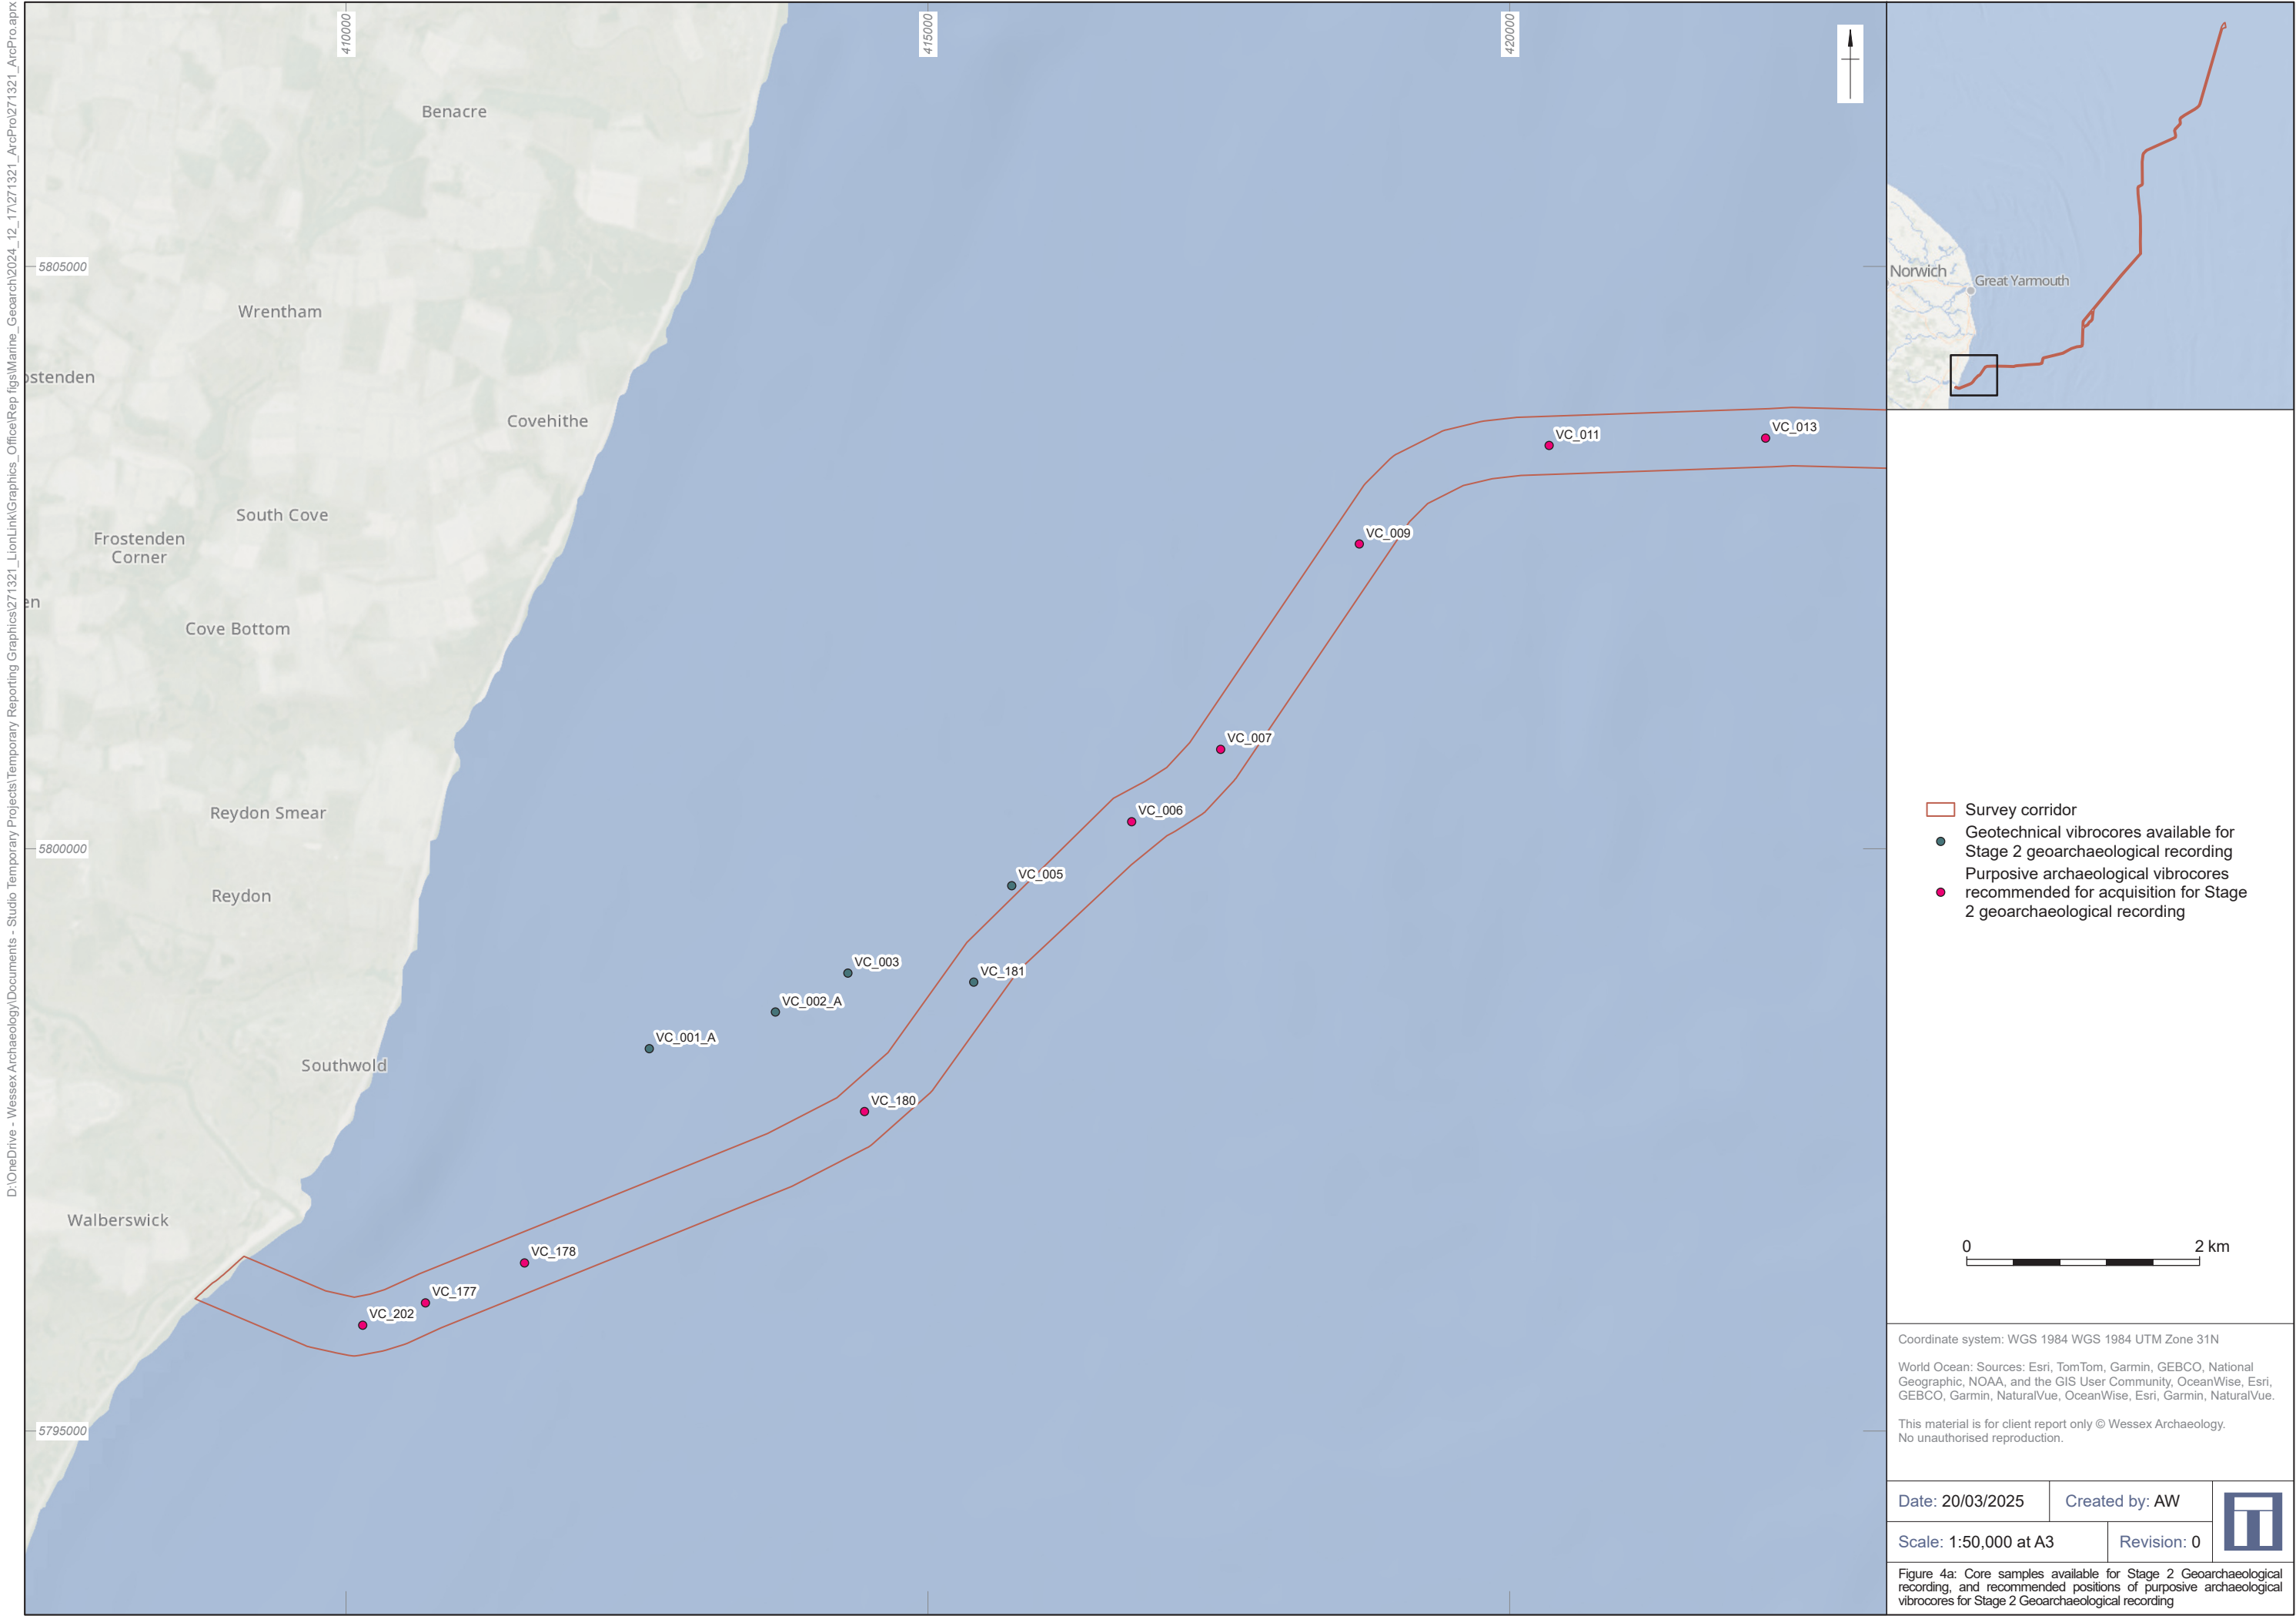 D:\OneDrive - Wessex Archaeology\Documents - Studio Temporary Projects\Temporary Reporting Graphics\271321_LionLink\Graphics_Office\Rep figs\Marine_Geoarch\2024_12_17\271321_ArcPro\271321_ArcPro.aprx
410000
415000
420000
Benacre
5805000
Wrentham
ostenden
Covehithe
VC_011
VC_013
South Cove
Frostenden
Corner
VC_009
en
Cove Bottom
VC_007
Reydon Smear
VC_006
5800000
VC_005
Reydon
VC_003
VC_181
VC_002_A
VC_001_A
Southwold
VC_180
Walberswick
VC_178
VC_177
VC_202
5795000
Norwich
Great Yarmouth
Survey corridor
Geotechnical vibrocores available for
Stage 2 geoarchaeological recording
Purposive archaeological vibrocores
recommended for acquisition for Stage
2 geoarchaeological recording
0 2 km
Coordinate system: WGS 1984 WGS 1984 UTM Zone 31N
World Ocean: Sources: Esri, TomTom, Garmin, GEBCO, National
Geographic, NOAA, and the GIS User Community, OceanWise, Esri,
GEBCO, Garmin, NaturalVue, OceanWise, Esri, Garmin, NaturalVue.
This material is for client report only © Wessex Archaeology.
No unauthorised reproduction.
Date: 20/03/2025 Created by: AW
Scale: 1:50,000 at A3 Revision: 0
Figure 4a: Core samples available for Stage 2 Geoarchaeological
recording, and recommended positions of purposive archaeological
vibrocores for Stage 2 Geoarchaeological recording